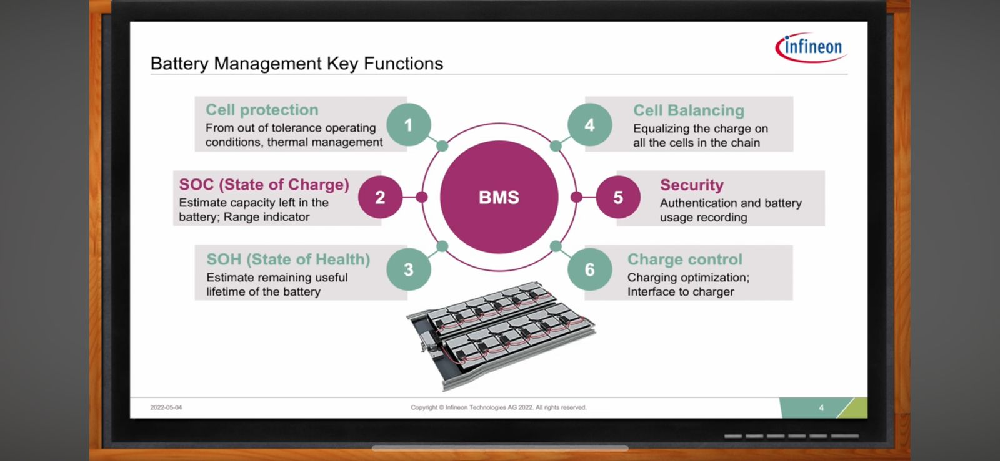 infineon
Battery Management Key Functions
Cell protection
From out of tolerance operating
conditions, thermal management
1
SOC (State of Charge)
Estimate capacity left in the
battery; Range indicator
2
SOH (State of Health)
Estimate remaining useful
lifetime of the battery
3
BMS
4
Cell Balancing
Equalizing the charge on
all the cells in the chain
5
Security
Authentication and battery
usage recording
6
Charge control
Charging optimization;
Interface to charger
2022-05-04
Copyright © Infineon Technologies AG 2022. All rights reserved.
4